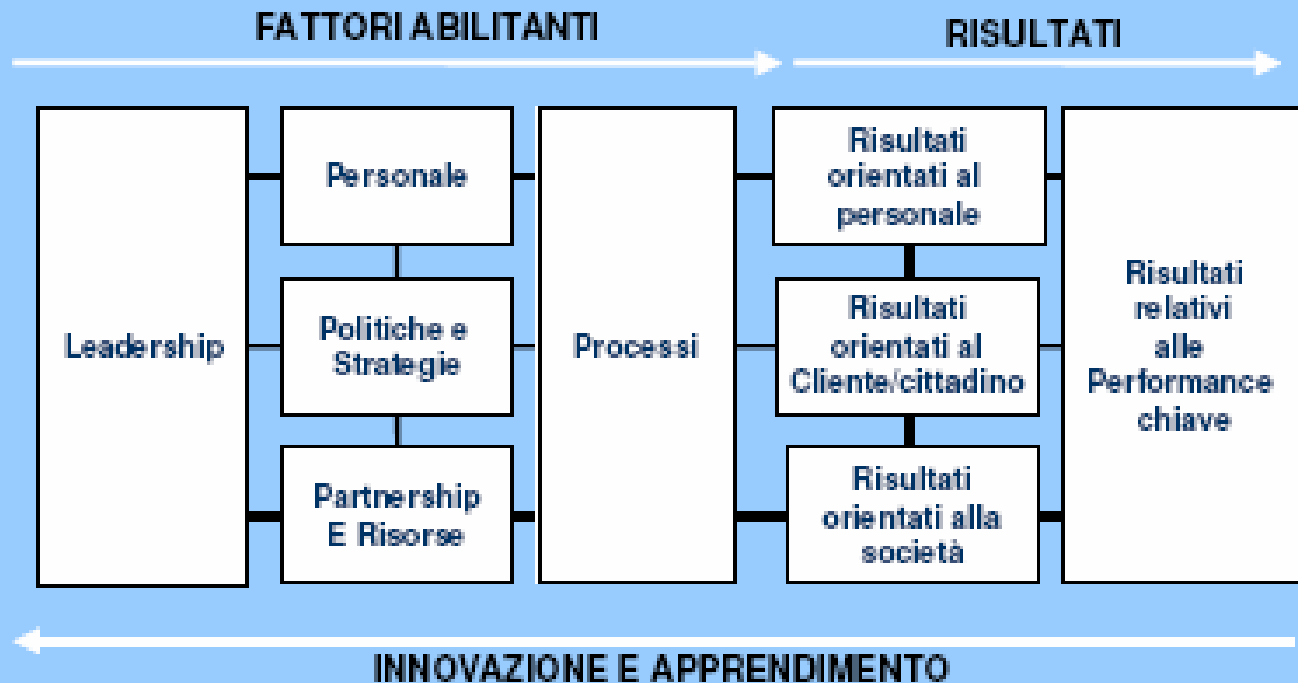 FATTORI ABILITANTI
RISULTATI
Leadership
Personale
Politiche e
Strategie
Partnership
E Risorse
Processi
Risultati
orientati al
personale
Risultati
orientati al
Cliente/cittadino
Risultati
orientati alla
società
Risultati
relativi
alle
Performance
chiave
INNOVAZIONE E APPRENDIMENTO